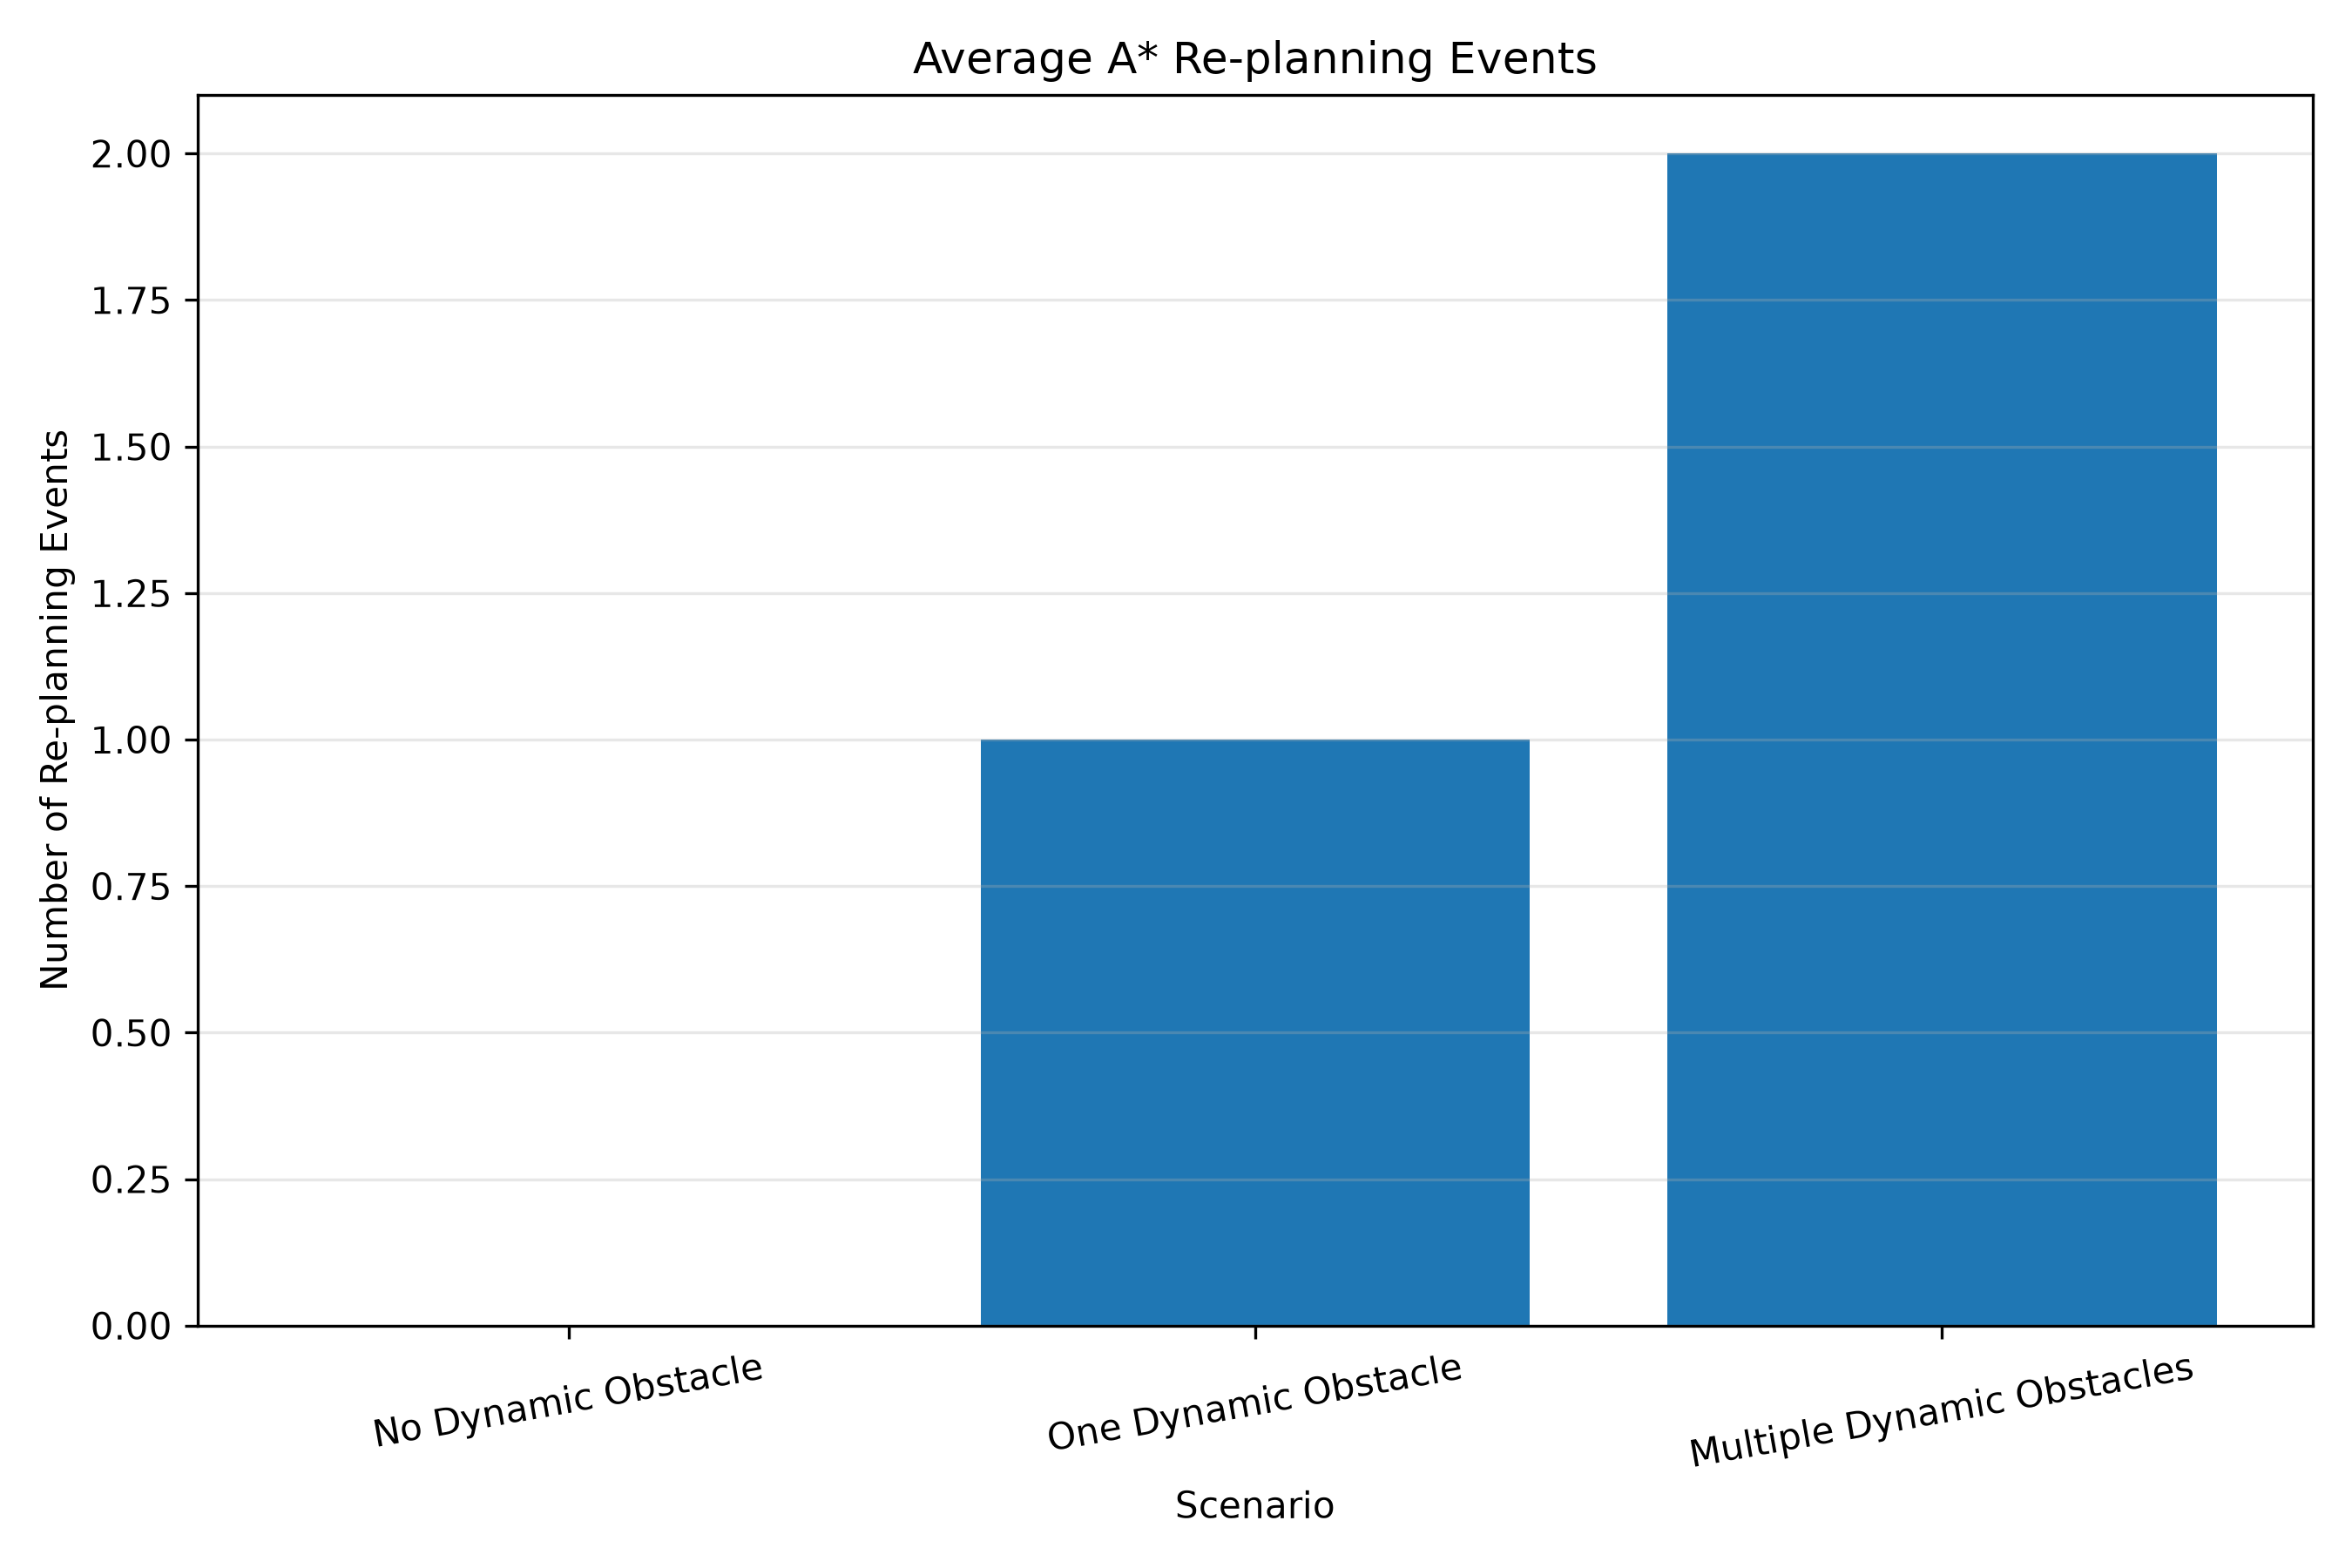 Average A* Re-planning Events
Number of Re-planning Events
2.00
1.75
1.50
1.25
1.00
0.75
0.50
0.25
0.00
No Dynamic Obstacle
One Dynamic Obstacle
Multiple Dynamic Obstacles
Scenario